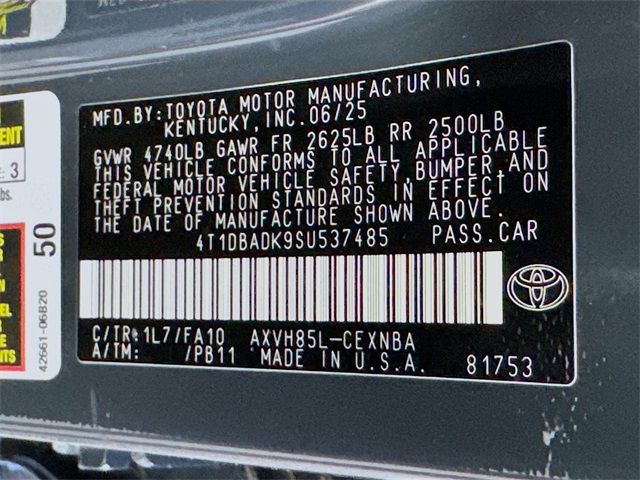 MFD.BY:TOYOTA MOTOR MANUFACTURING,
KENTUCKY, INC.06/25
GVWR 4740LB GAWR FR 2625LB RR 2500LB
THIS VEHICLE CONFORMS TO ALL APPLICABLE
FEDERAL MOTOR VEHICLE SAFETY,BUMPER,AND
THEFT PREVENTION STANDARDS IN EFFECT ON
THE DATE OF MANUFACTURE SHOWN ABOVE.
4T1DBADK9SU537485 PASS.CAR
C/TR:1L7/FA10 AXVH85L-CEXNBA
A/TM: /PB11 MADE IN U.S.A. 81753
50
42661-06B20
3